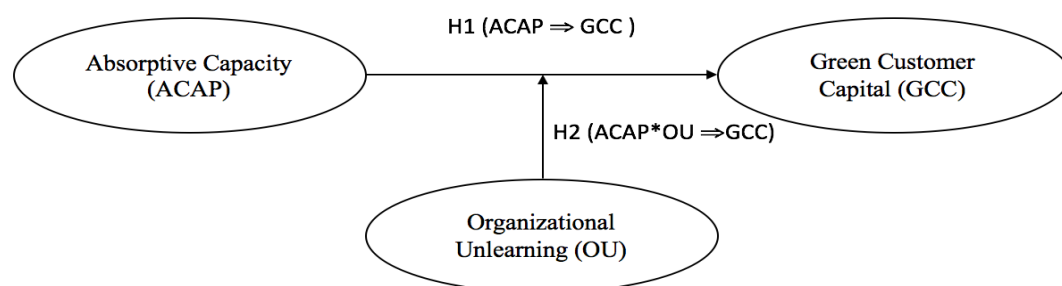 H1 (ACAP ⇒ GCC )
Absorptive Capacity
(ACAP)
Green Customer
Capital (GCC)
H2 (ACAP*OU ⇒GCC)
Organizational
Unlearning (OU)